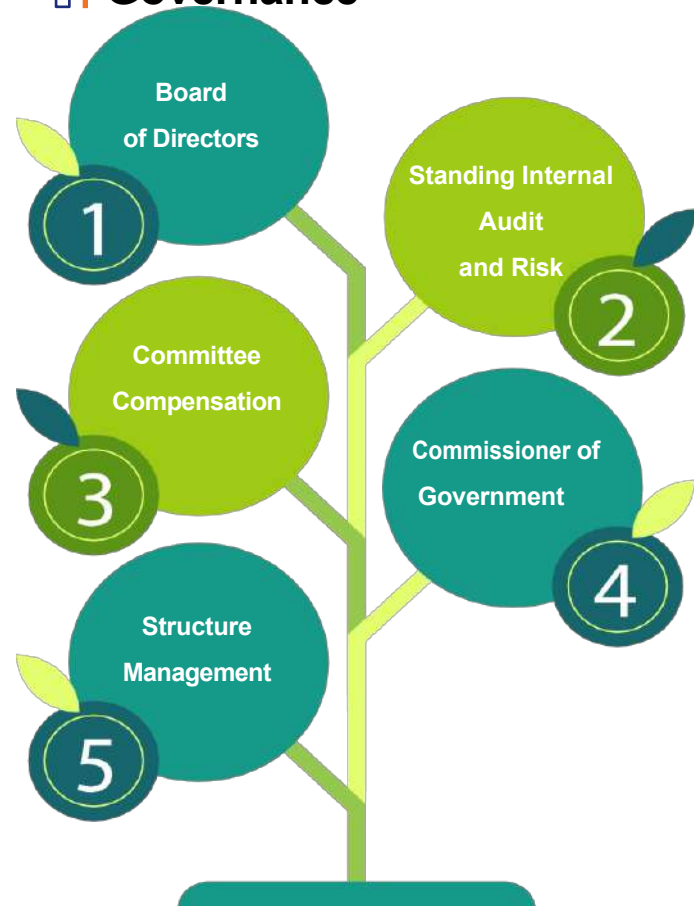 Governance
Board
of Directors
1
Standing Internal
Audit
and Risk
2
Committee
Compensation
3
Commissioner of
Government
4
Structure
Management
5